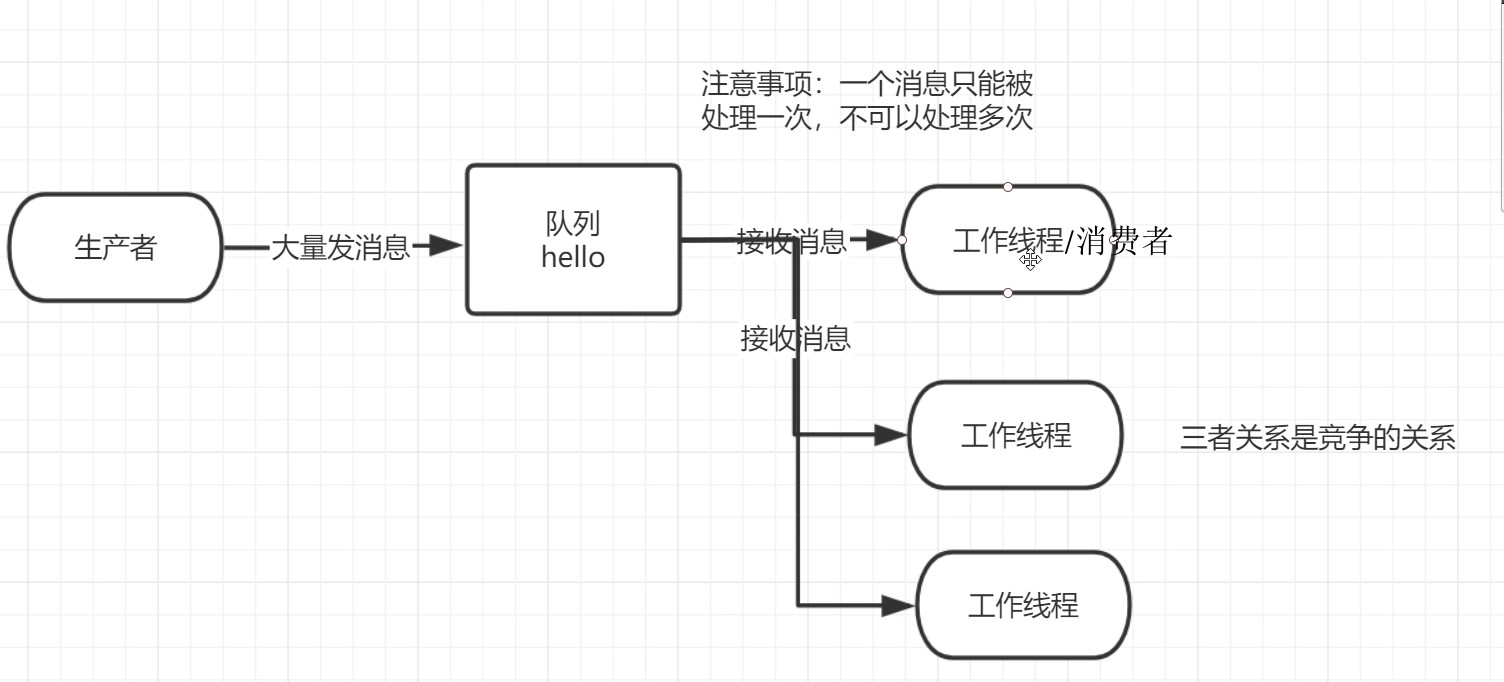 注意事项：一个消息只能被
处理一次，不可以处理多次
生产者
大量发消息
队列
hello
接收消息
工作线程/消费者
接收消息
工作线程
三者关系是竞争的关系
工作线程